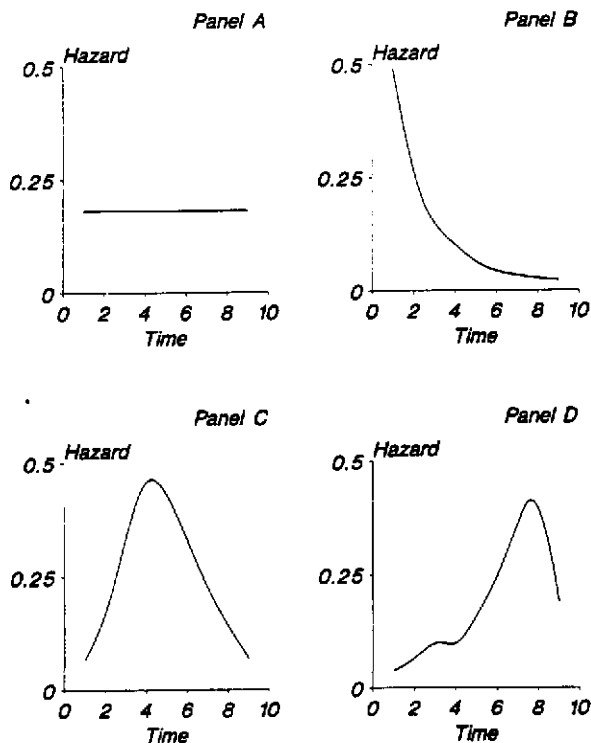 Panel A
Hazard
0.5
0.25
0
0 2 4 6 8 10
Time
Panel B
Hazard
0.5
0.25
0
0 2 4 6 8 10
Time
Panel C
Hazard
0.5
0.25
0
0 2 4 6 8 10
Time
Panel D
Hazard
0.5
0.25
0
0 2 4 6 8 10
Time